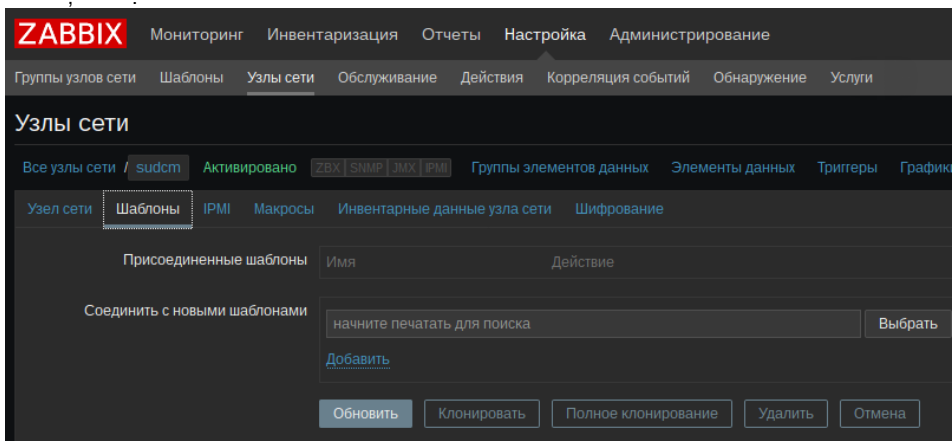 ZABBIX Мониторинг Инвентаризация Отчеты Настройка Администрирование
Группы узлов сети Шаблоны Узлы сети Обслуживание Действия Корреляция событий Обнаружение Услуги
Узлы сети
Все узлы сети / sudcm Активировано ZBX SNMP JMX IPMI Группы элементов данных Элементы данных Триггеры График
Узел сети Шаблоны IPMI Макросы Инвентарные данные узла сети Шифрование
Присоединенные шаблоны Имя Действие
Соединить с новыми шаблонами начните печатать для поиска Выбрать
Добавить
Обновить Клонировать Полное клонирование Удалить Отмена